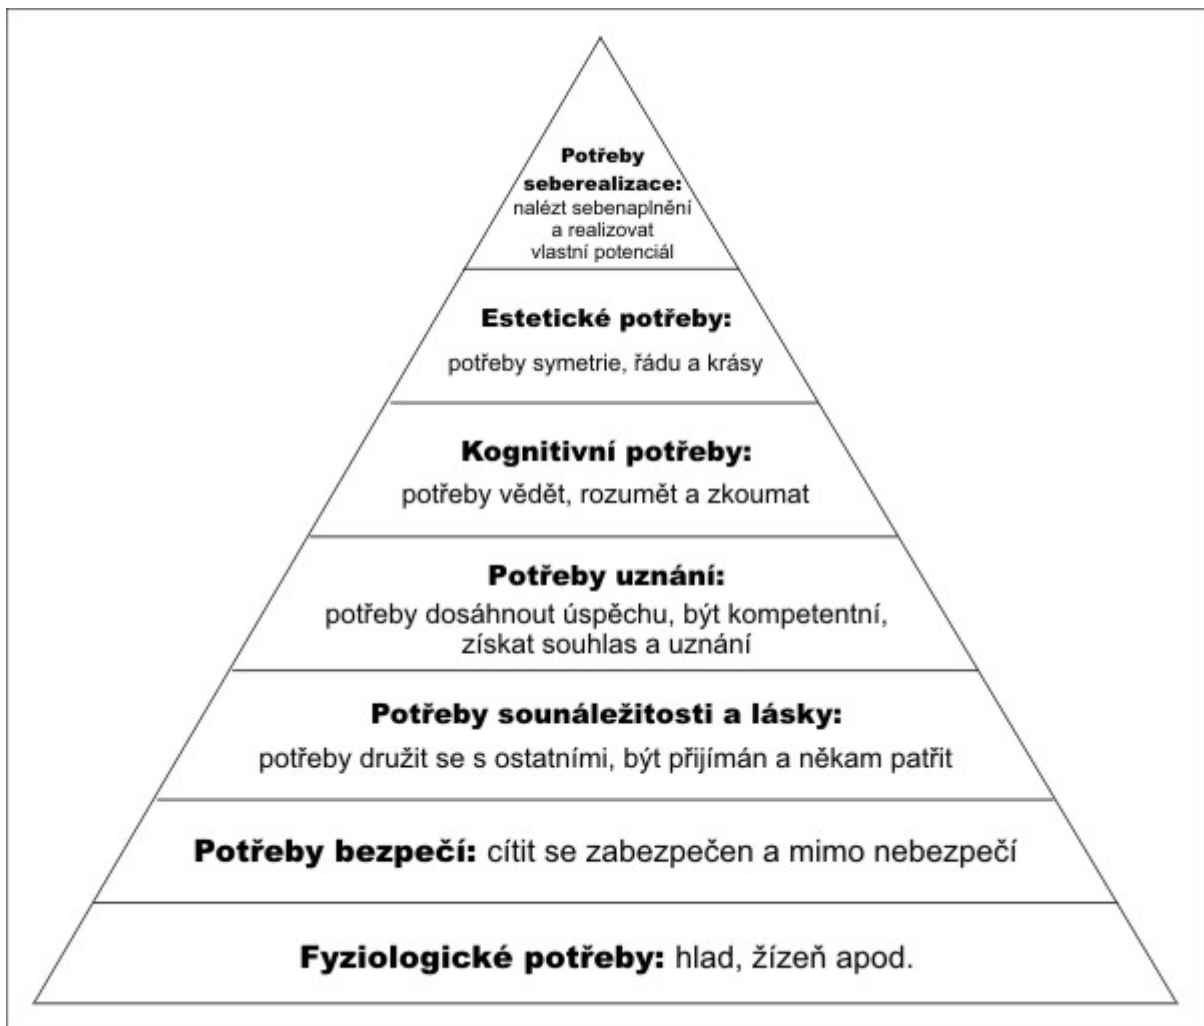 Potřeby
seberealizace:
nalézt sebenaplnění
a realizovat
vlastní potenciál
Estetické potřeby:
potřeby symetrie, řádu a krásy
Kognitivní potřeby:
potřeby vědět, rozumět a zkoumat
Potřeby uznání:
potřeby dosáhnout úspěchu, být kompetentní,
získat souhlas a uznání
Potřeby sounáležitosti a lásky:
potřeby družit se s ostatními, být přijímán a někam patřit
Potřeby bezpečí: cítit se zabezpečen a mimo nebezpečí
Fyziologické potřeby: hlad, žízeň apod.